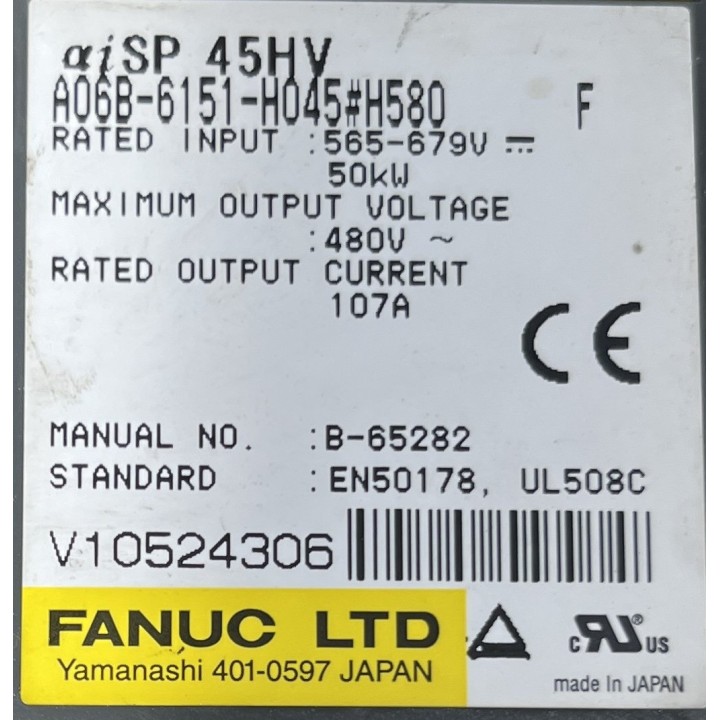 αiSP 45HV
A06B-6151-H045#H580 F
RATED INPUT :565-679V ⎓
50kW
MAXIMUM OUTPUT VOLTAGE
:480V ~
RATED OUTPUT CURRENT
107A
CE
MANUAL NO. :B-65282
STANDARD :EN50178, UL508C
V10524306
FANUC LTD
Yamanashi 401-0597 JAPAN
c RU® US
made In JAPAN